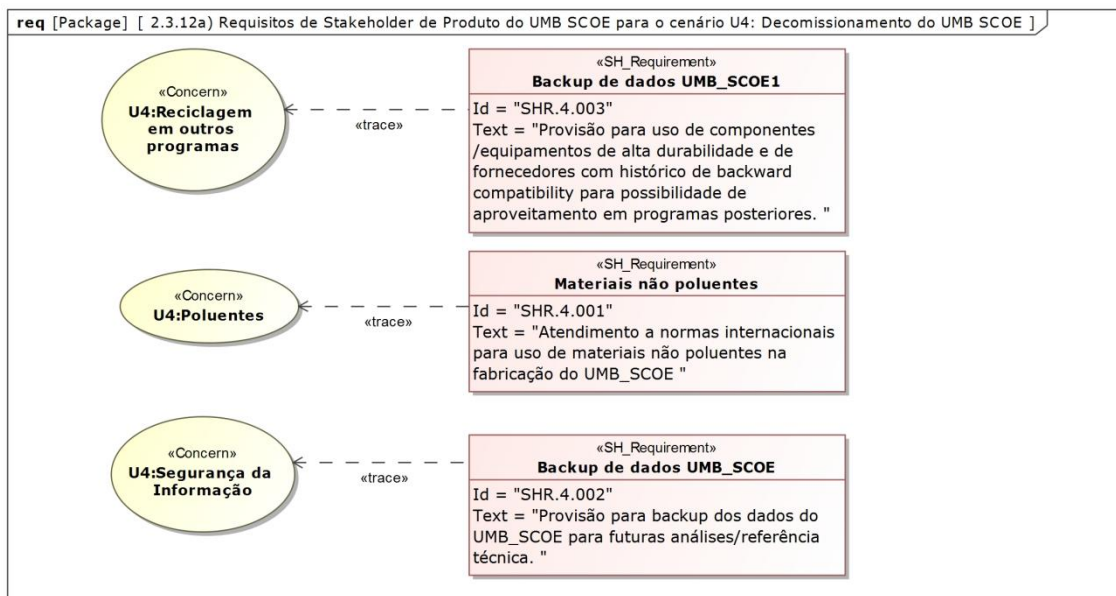 req [Package] [ 2.3.12a) Requisitos de Stakeholder de Produto do UMB SCOE para o cenário U4: Decomissionamento do UMB SCOE ]
«Concern»
U4:Reciclagem
em outros
programas
«trace»
«SH_Requirement»
Backup de dados UMB_SCOE1
Id = "SHR.4.003"
Text = "Provisão para uso de componentes
/equipamentos de alta durabilidade e de
fornecedores com histórico de backward
compatibility para possibilidade de
aproveitamento em programas posteriores. "
«Concern»
U4:Poluentes
«trace»
«SH_Requirement»
Materiais não poluentes
Id = "SHR.4.001"
Text = "Atendimento a normas internacionais
para uso de materiais não poluentes na
fabricação do UMB_SCOE "
«Concern»
U4:Segurança da
Informação
«trace»
«SH_Requirement»
Backup de dados UMB_SCOE
Id = "SHR.4.002"
Text = "Provisão para backup dos dados do
UMB_SCOE para futuras análises/referência
técnica. "